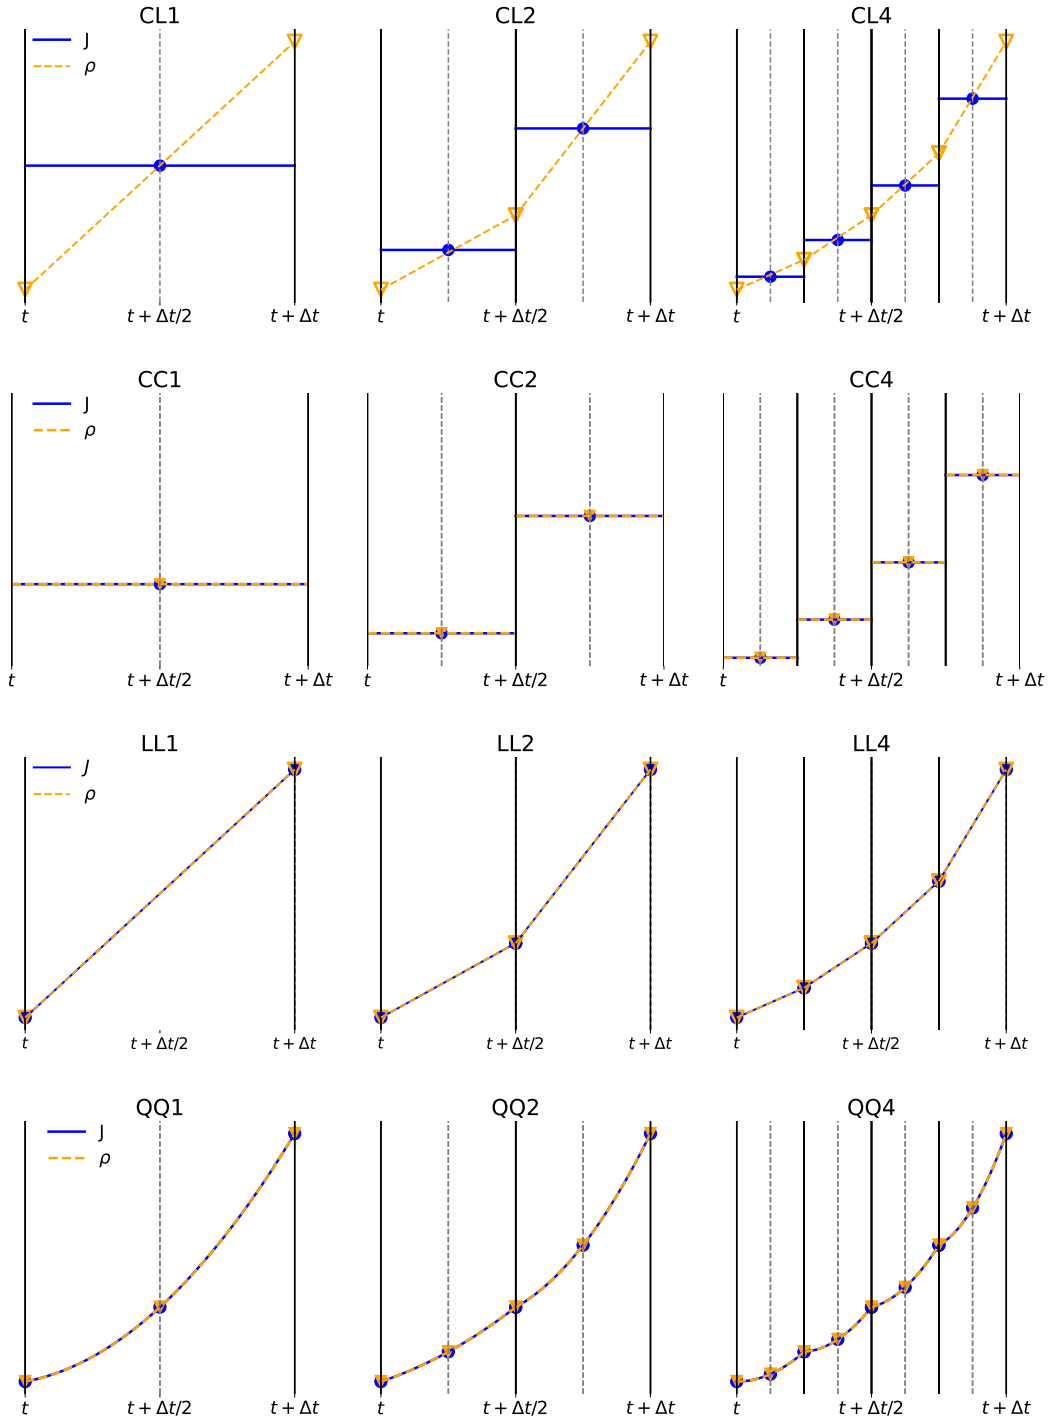 CL1 CL2 CL4
J
ρ
t t + Δt/2 t + Δt t t + Δt/2 t + Δt t t + Δt/2 t + Δt
CC1 CC2 CC4
J
ρ
t t + Δt/2 t + Δt t t + Δt/2 t + Δt t t + Δt/2 t + Δt
LL1 LL2 LL4
J
ρ
t t + Δt/2 t + Δt t t + Δt/2 t + Δt t t + Δt/2 t + Δt
QQ1 QQ2 QQ4
J
ρ
t t + Δt/2 t + Δt t t + Δt/2 t + Δt t t + Δt/2 t + Δt